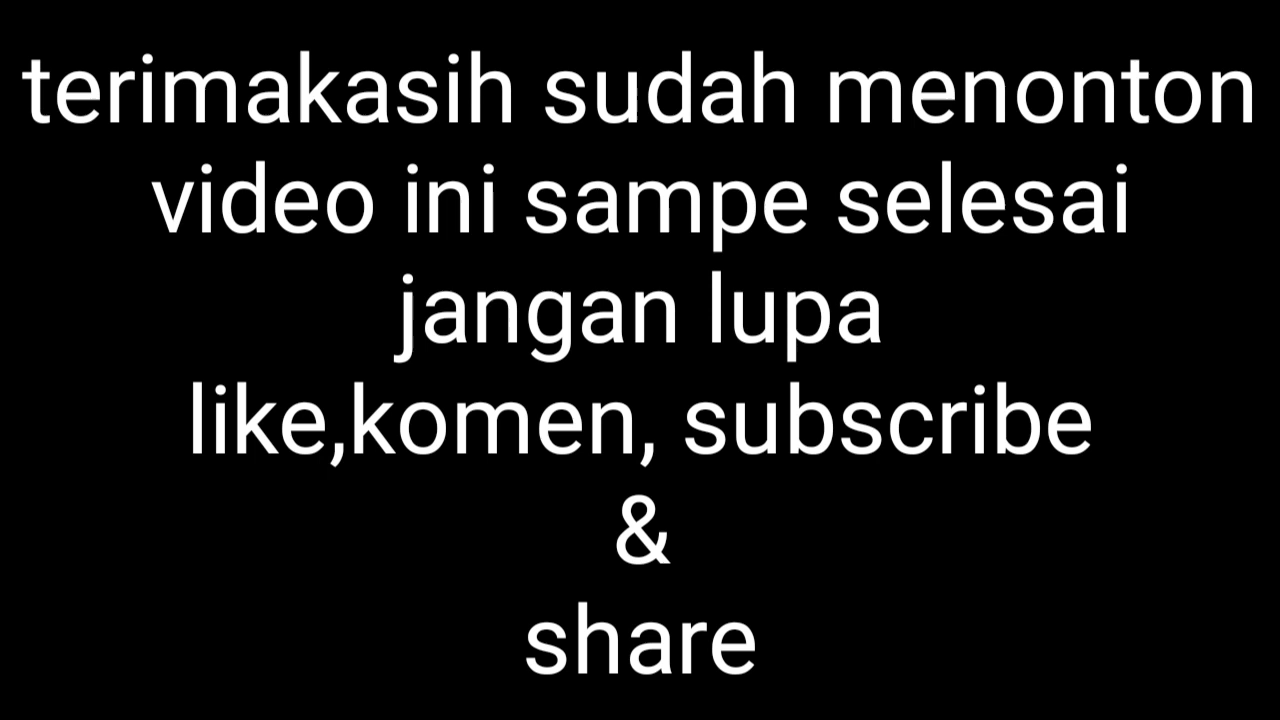 terimakasih sudah menonton
video ini sampe selesai
jangan lupa
like,komen, subscribe
&
share